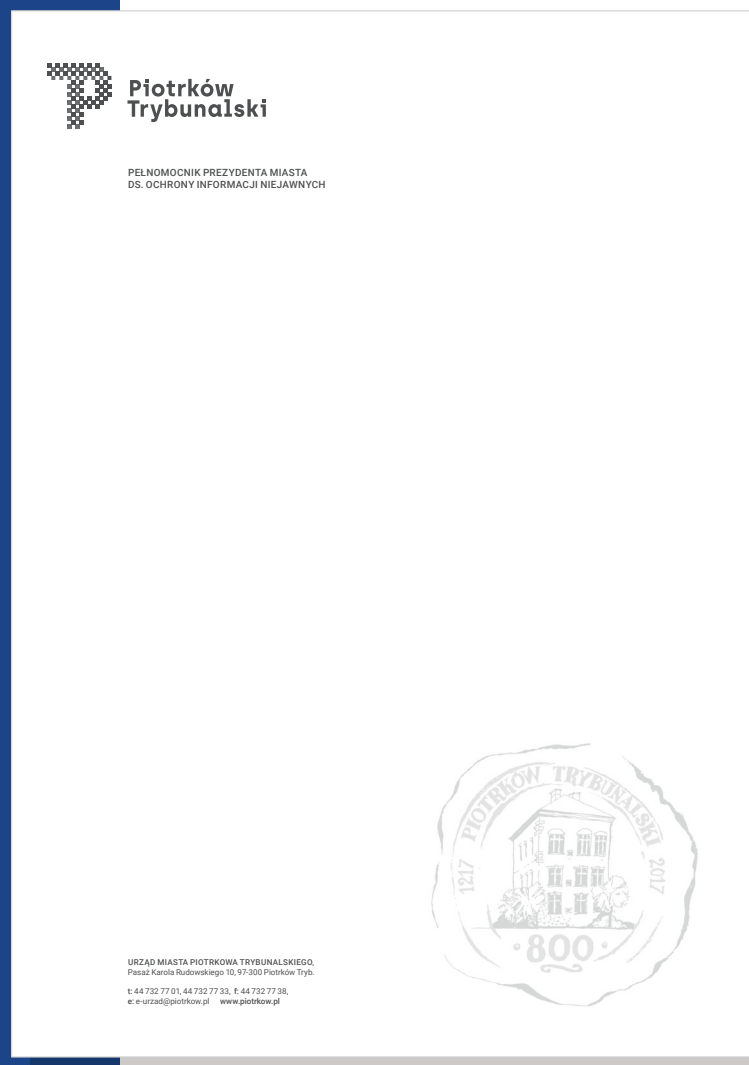 Piotrków
Trybunalski
PEŁNOMOCNIK PREZYDENTA MIASTA
DS. OCHRONY INFORMACJI NIEJAWNYCH
1217 PIOTRKÓW TRYBUNALSKI 2017
800
URZĄD MIASTA PIOTRKOWA TRYBUNALSKIEGO,
Pasaż Karola Rudowskiego 10, 97-300 Piotrków Tryb.
t: 44 732 77 01, 44 732 77 33, f: 44 732 77 38,
e: e-urzad@piotrkow.pl www.piotrkow.pl